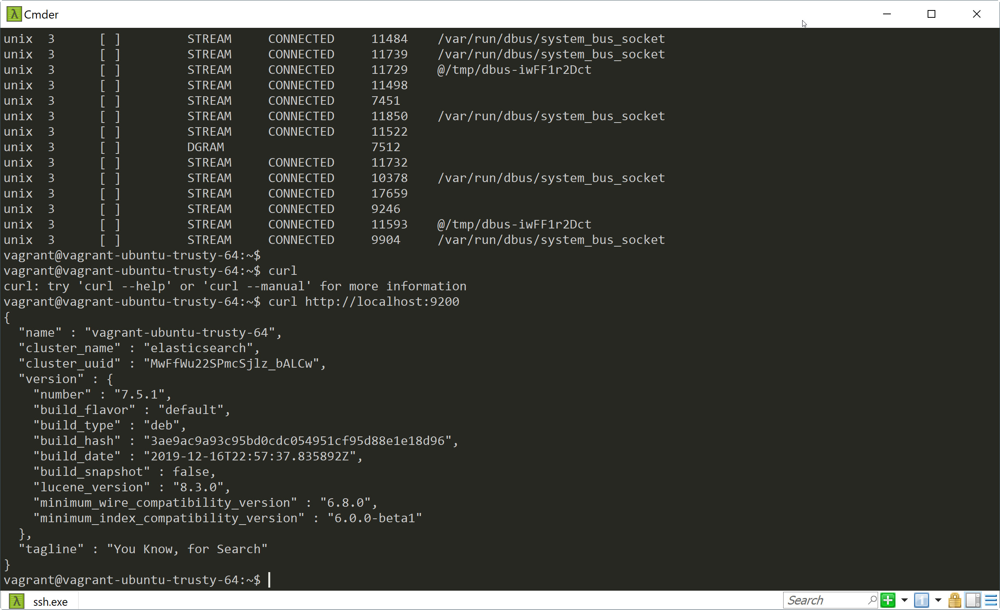 Cmder
unix  3      [ ]         STREAM     CONNECTED     11484    /var/run/dbus/system_bus_socket
unix  3      [ ]         STREAM     CONNECTED     11739    /var/run/dbus/system_bus_socket
unix  3      [ ]         STREAM     CONNECTED     11729    @/tmp/dbus-iwFF1r2Dct
unix  3      [ ]         STREAM     CONNECTED     11498
unix  3      [ ]         STREAM     CONNECTED     7451
unix  3      [ ]         STREAM     CONNECTED     11850    /var/run/dbus/system_bus_socket
unix  3      [ ]         STREAM     CONNECTED     11522
unix  3      [ ]         DGRAM                    7512
unix  3      [ ]         STREAM     CONNECTED     11732
unix  3      [ ]         STREAM     CONNECTED     10378    /var/run/dbus/system_bus_socket
unix  3      [ ]         STREAM     CONNECTED     17659
unix  3      [ ]         STREAM     CONNECTED     9246
unix  3      [ ]         STREAM     CONNECTED     11593    @/tmp/dbus-iwFF1r2Dct
unix  3      [ ]         STREAM     CONNECTED     9904     /var/run/dbus/system_bus_socket
vagrant@vagrant-ubuntu-trusty-64:~$
vagrant@vagrant-ubuntu-trusty-64:~$ curl
curl: try 'curl --help' or 'curl --manual' for more information
vagrant@vagrant-ubuntu-trusty-64:~$ curl http://localhost:9200
{
  "name" : "vagrant-ubuntu-trusty-64",
  "cluster_name" : "elasticsearch",
  "cluster_uuid" : "MwFfWu22SPmcSjlz_bALCw",
  "version" : {
    "number" : "7.5.1",
    "build_flavor" : "default",
    "build_type" : "deb",
    "build_hash" : "3ae9ac9a93c95bd0cdc054951cf95d88e1e18d96",
    "build_date" : "2019-12-16T22:57:37.835892Z",
    "build_snapshot" : false,
    "lucene_version" : "8.3.0",
    "minimum_wire_compatibility_version" : "6.8.0",
    "minimum_index_compatibility_version" : "6.0.0-beta1"
  },
  "tagline" : "You Know, for Search"
}
vagrant@vagrant-ubuntu-trusty-64:~$
ssh.exe
Search
1